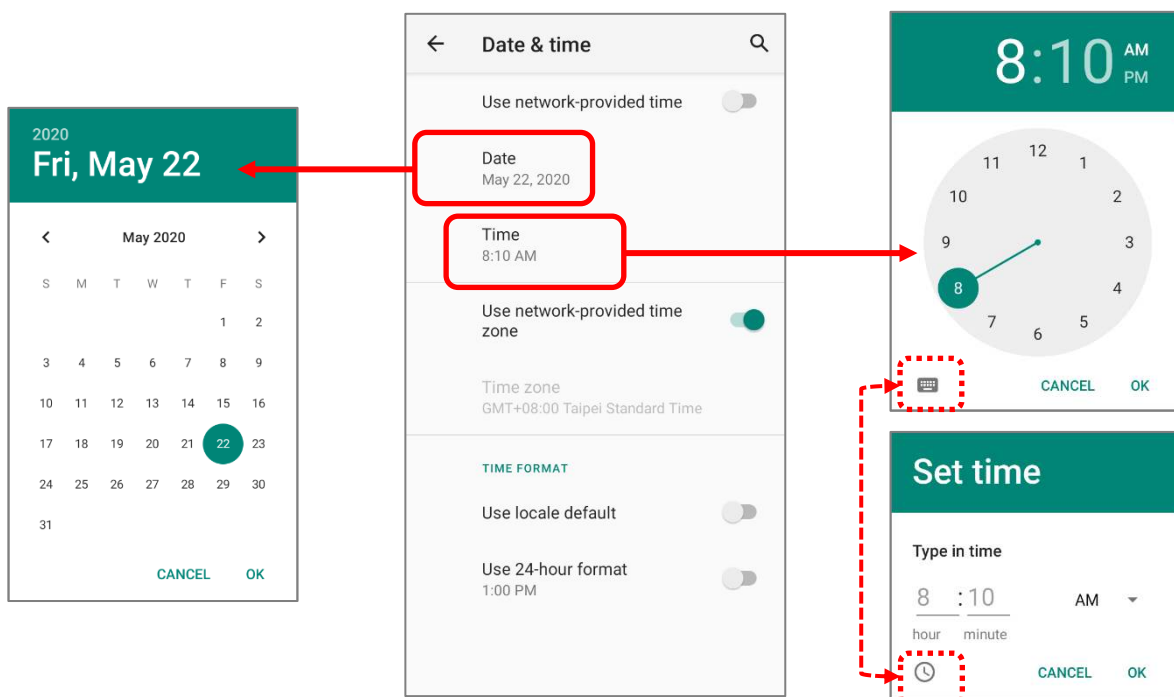 2020
Fri, May 22
May 2020
S M T W T F S
1 2
3 4 5 6 7 8 9
10 11 12 13 14 15 16
17 18 19 20 21 22 23
24 25 26 27 28 29 30
31
CANCEL OK
Date & time
Use network-provided time
Date
May 22, 2020
Time
8:10 AM
Use network-provided time
zone
Time zone
GMT+08:00 Taipei Standard Time
TIME FORMAT
Use locale default
Use 24-hour format
1:00 PM
8:10 AM
PM
12
11 1
10 2
9 3
8 4
7 5
6
CANCEL OK
Set time
Type in time
8 : 10 AM
hour minute
CANCEL OK